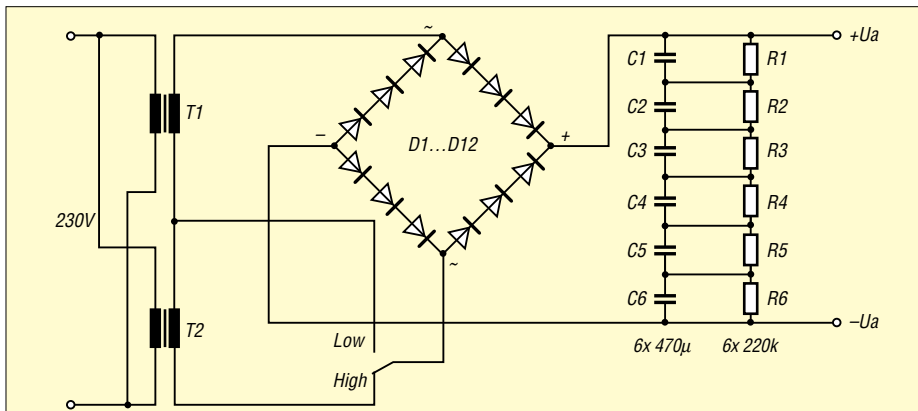 230V
T1
T2
~
–
D1...D12
+
~
Low
High
C1
C2
C3
C4
C5
C6
R1
R2
R3
R4
R5
R6
6x 470µ
6x 220k
+Ua
–Ua